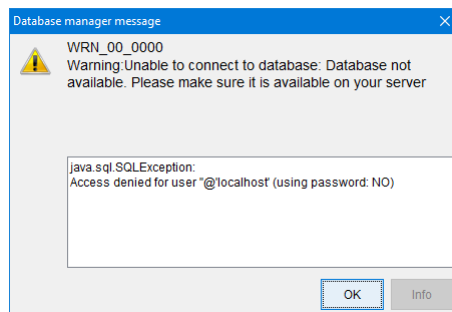 Database manager message
WRN_00_0000
Warning:Unable to connect to database: Database not
available. Please make sure it is available on your server
java.sql.SQLException:
Access denied for user ''@'localhost' (using password: NO)
OK
Info